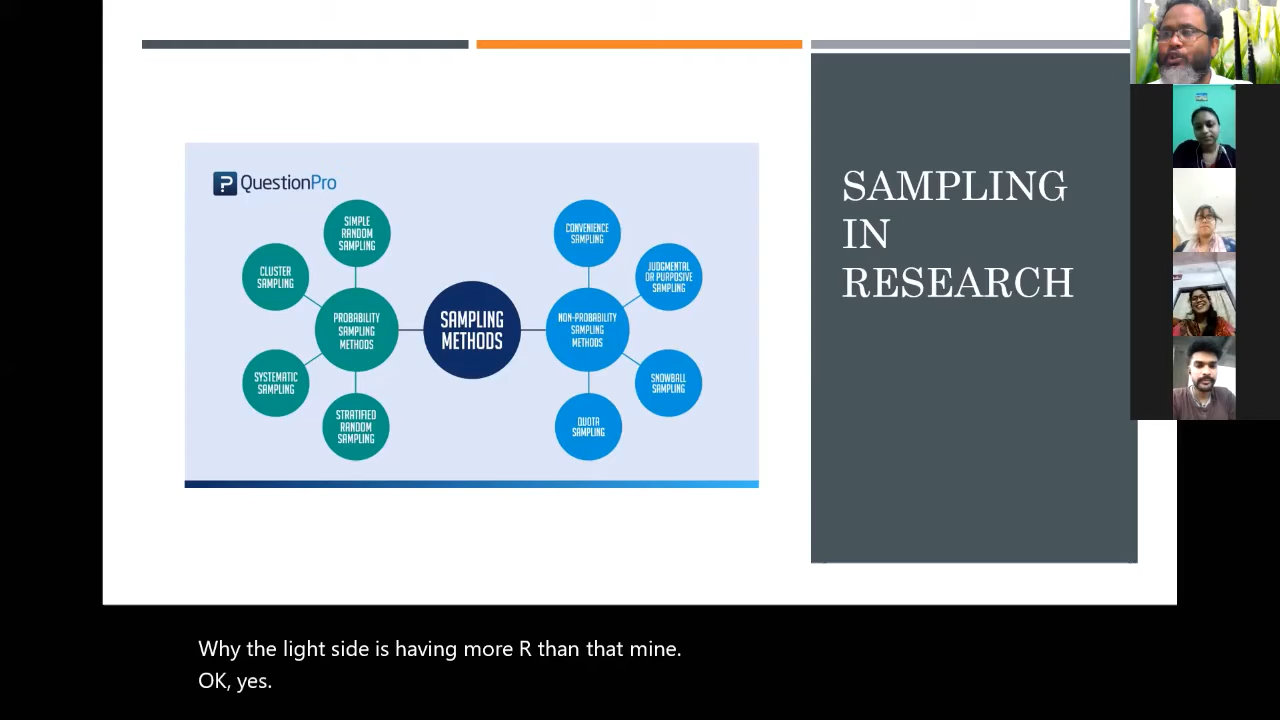 QuestionPro
SIMPLE
RANDOM
SAMPLING
CLUSTER
SAMPLING
PROBABILITY
SAMPLING
METHODS
SYSTEMATIC
SAMPLING
STRATIFIED
RANDOM
SAMPLING
SAMPLING
METHODS
CONVENIENCE
SAMPLING
JUDGMENTAL
OR PURPOSIVE
SAMPLING
NON-PROBABILITY
SAMPLING
METHODS
SNOWBALL
SAMPLING
QUOTA
SAMPLING
SAMPLING
IN
RESEARCH
Why the light side is having more R than that mine.
OK, yes.